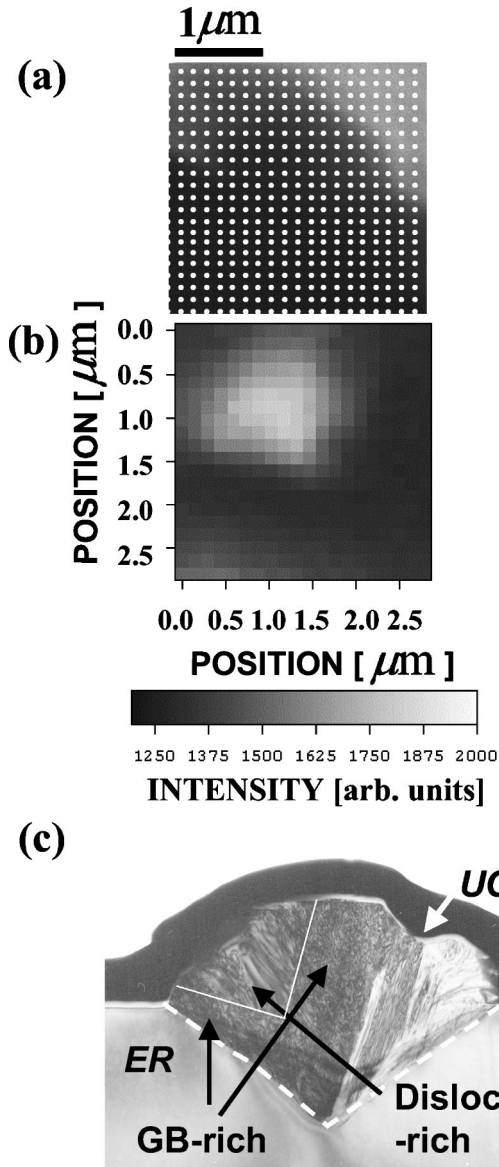 1μm
(a)
(b)
POSITION [ μm ]
0.0
0.5
1.0
1.5
2.0
2.5
0.0 0.5 1.0 1.5 2.0 2.5
POSITION [ μm ]
1250 1375 1500 1625 1750 1875 2000
INTENSITY [arb. units]
(c)
UC
ER
GB-rich
Disloc
-rich